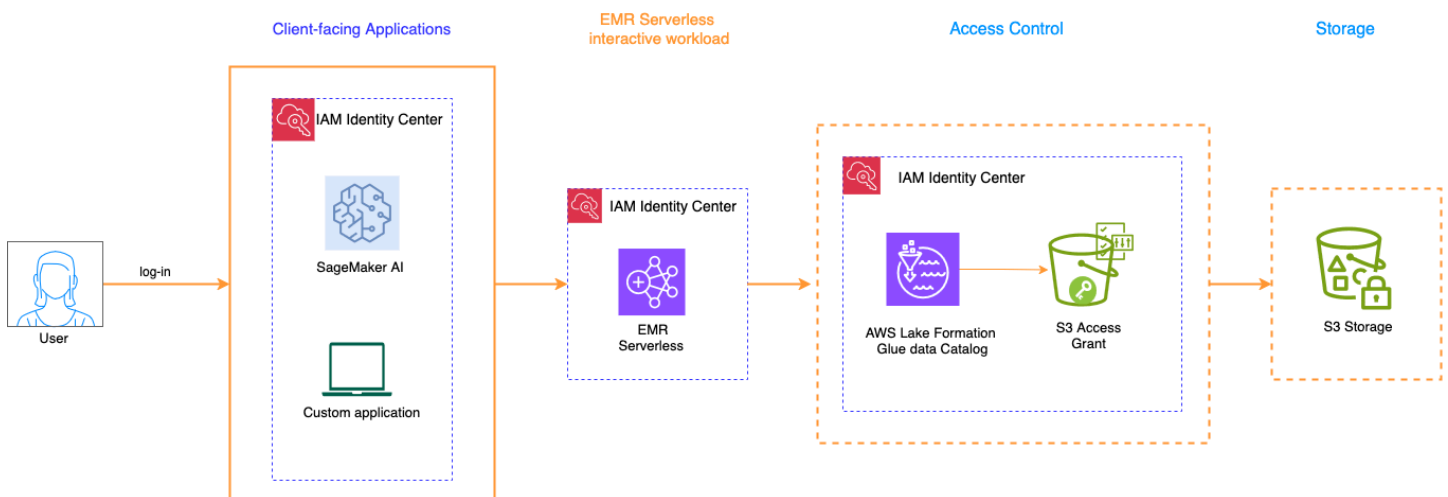 Client-facing Applications
EMR Serverless
interactive workload
Access Control
Storage
IAM Identity Center
SageMaker AI
Custom application
log-in
User
IAM Identity Center
EMR
Serverless
IAM Identity Center
AWS Lake Formation
Glue data Catalog
S3 Access
Grant
S3 Storage